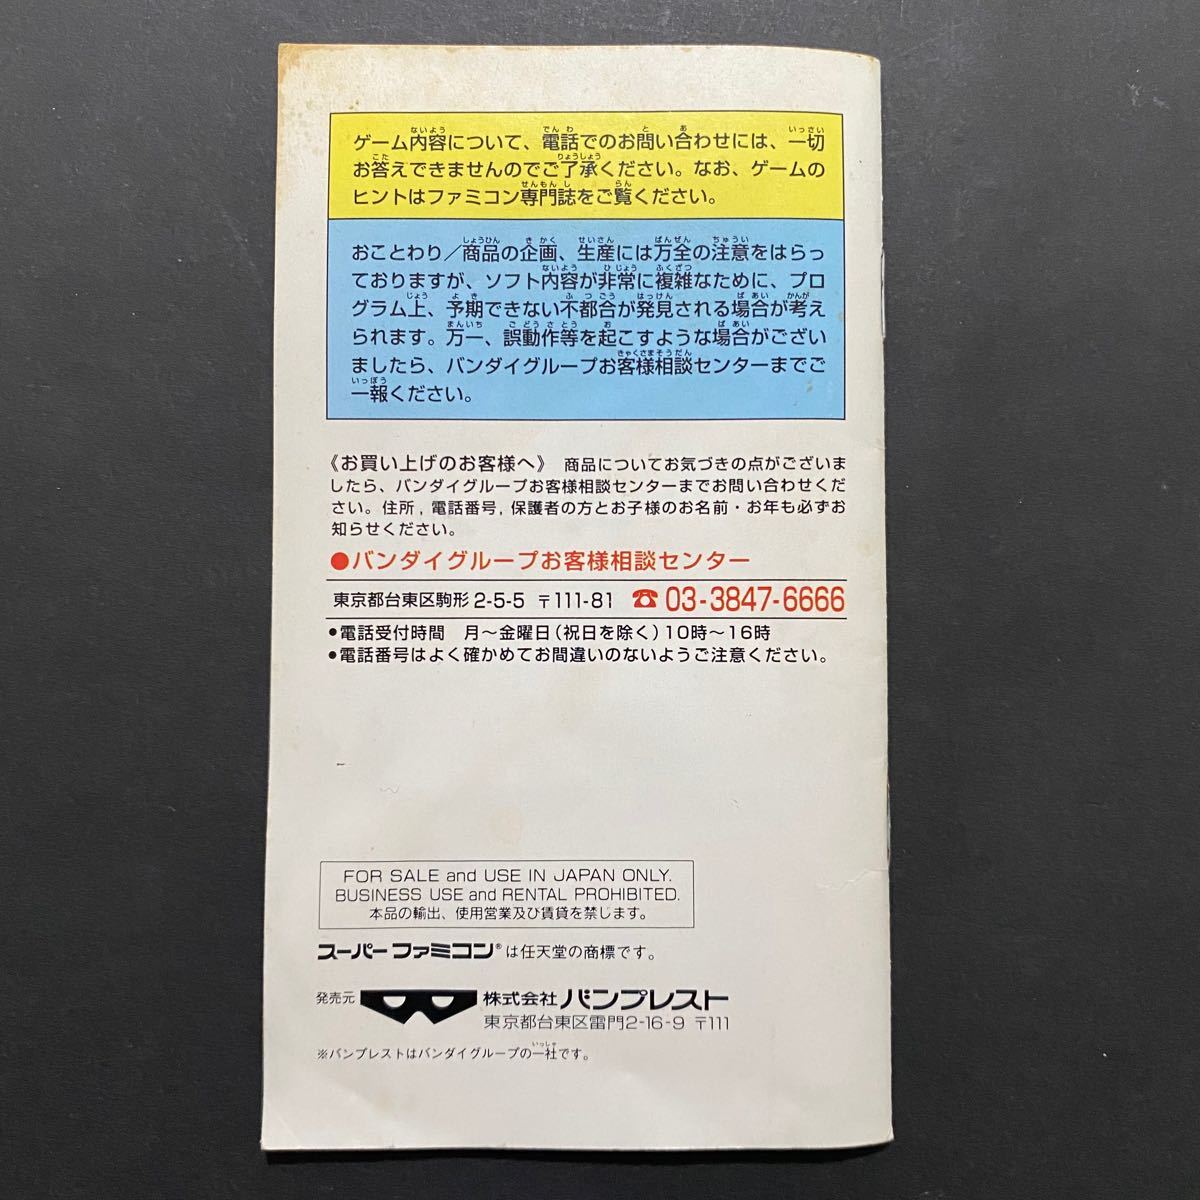 ゲーム内容について、電話でのお問い合わせには、一切
お答えできませんのでご了承ください。なお、ゲームの
ヒントはファミコン専門誌をご覧ください。
おことわり／商品の企画、生産には万全の注意をはらっ
ておりますが、ソフト内容が非常に複雑なために、プロ
グラム上、予期できない不都合が発見される場合が考え
られます。万一、誤動作等を起こすような場合がござい
ましたら、バンダイグループお客様相談センターまでご
一報ください。
《お買い上げのお客様へ》 商品についてお気づきの点がございま
したら、バンダイグループお客様相談センターまでお問い合わせくだ
さい。住所，電話番号，保護者の方とお子様のお名前・お年も必ずお
知らせください。
●バンダイグループお客様相談センター
東京都台東区駒形 2-5-5 〒111-81 ☎ 03-3847-6666
•電話受付時間 月〜金曜日（祝日を除く）10時〜16時
•電話番号はよく確かめてお間違いのないようご注意ください。
FOR SALE and USE IN JAPAN ONLY.
BUSINESS USE and RENTAL PROHIBITED.
本品の輸出、使用営業及び賃貸を禁じます。
スーパーファミコン®は任天堂の商標です。
発売元 株式会社 バンプレスト
東京都台東区雷門2-16-9 〒111
※バンプレストはバンダイグループの一社です。